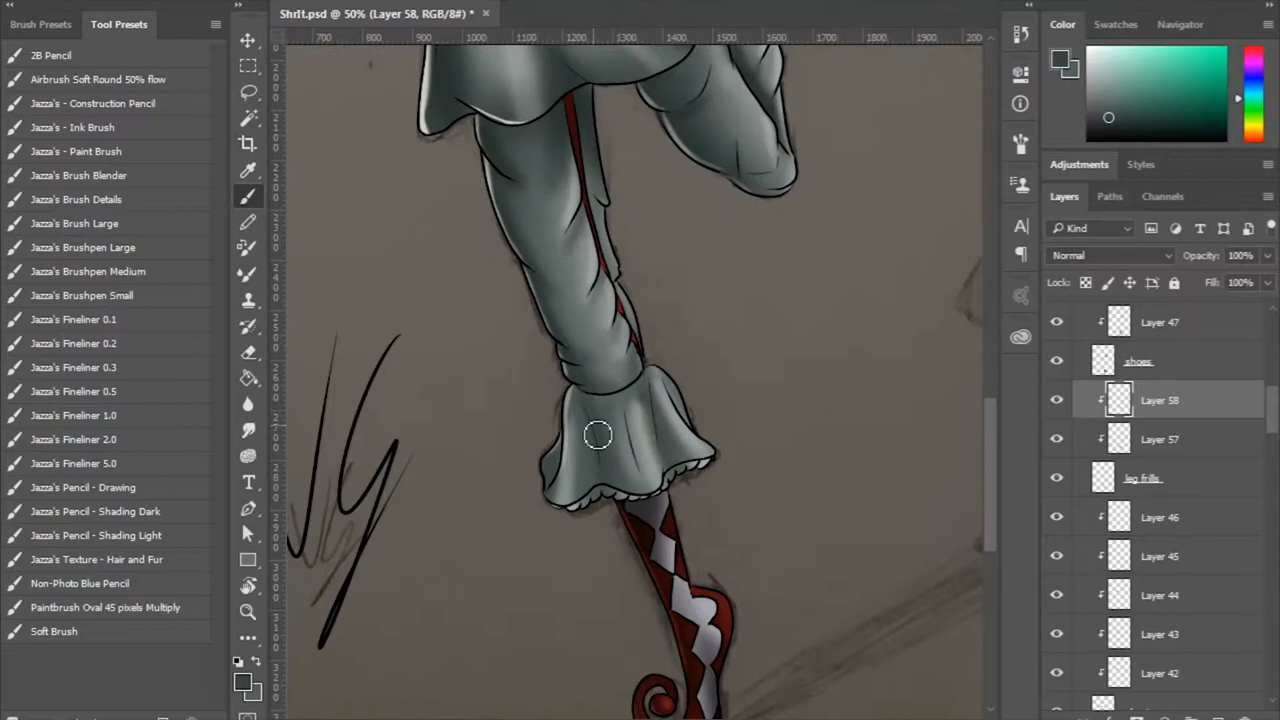 Brush Presets
Tool Presets
2B Pencil
Airbrush Soft Round 50% flow
Jazza's - Construction Pencil
Jazza's - Ink Brush
Jazza's - Paint Brush
Jazza's Brush Blender
Jazza's Brush Details
Jazza's Brush Large
Jazza's Brushpen Large
Jazza's Brushpen Medium
Jazza's Brushpen Small
Jazza's Fineliner 0.1
Jazza's Fineliner 0.2
Jazza's Fineliner 0.3
Jazza's Fineliner 0.5
Jazza's Fineliner 1.0
Jazza's Fineliner 2.0
Jazza's Fineliner 5.0
Jazza's Pencil - Drawing
Jazza's Pencil - Shading Dark
Jazza's Pencil - Shading Light
Jazza's Texture - Hair and Fur
Non-Photo Blue Pencil
Paintbrush Oval 45 pixels Multiply
Soft Brush
ShrIt.psd @ 50% (Layer 58, RGB/8#) *
700 800 900 1000 1100 1200 1300 1400 1500 1600 1700 1800 1900
Color
Swatches
Navigator
Adjustments
Styles
Layers
Paths
Channels
Kind
Normal
Opacity: 100%
Lock:
Fill: 100%
Layer 47
shoes
Layer 58
Layer 57
leg frills
Layer 46
Layer 45
Layer 44
Layer 43
Layer 42